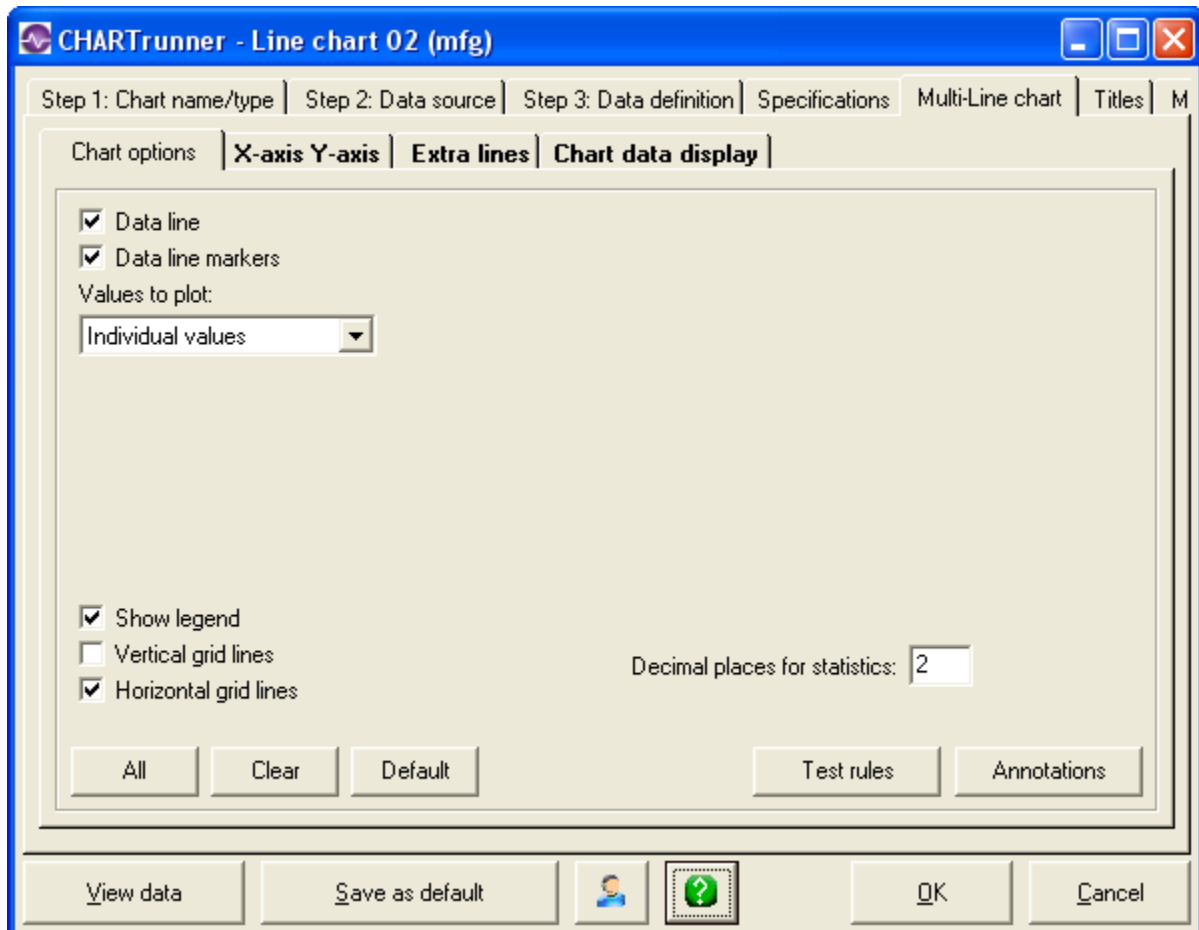 CHARTrunner - Line chart 02 (mfg)
Step 1: Chart name/type Step 2: Data source Step 3: Data definition Specifications Multi-Line chart Titles M
Chart options X-axis Y-axis Extra lines Chart data display
Data line
Data line markers
Values to plot:
Individual values
Show legend
Vertical grid lines
Decimal places for statistics: 2
Horizontal grid lines
All Clear Default Test rules Annotations
View data Save as default ? OK Cancel